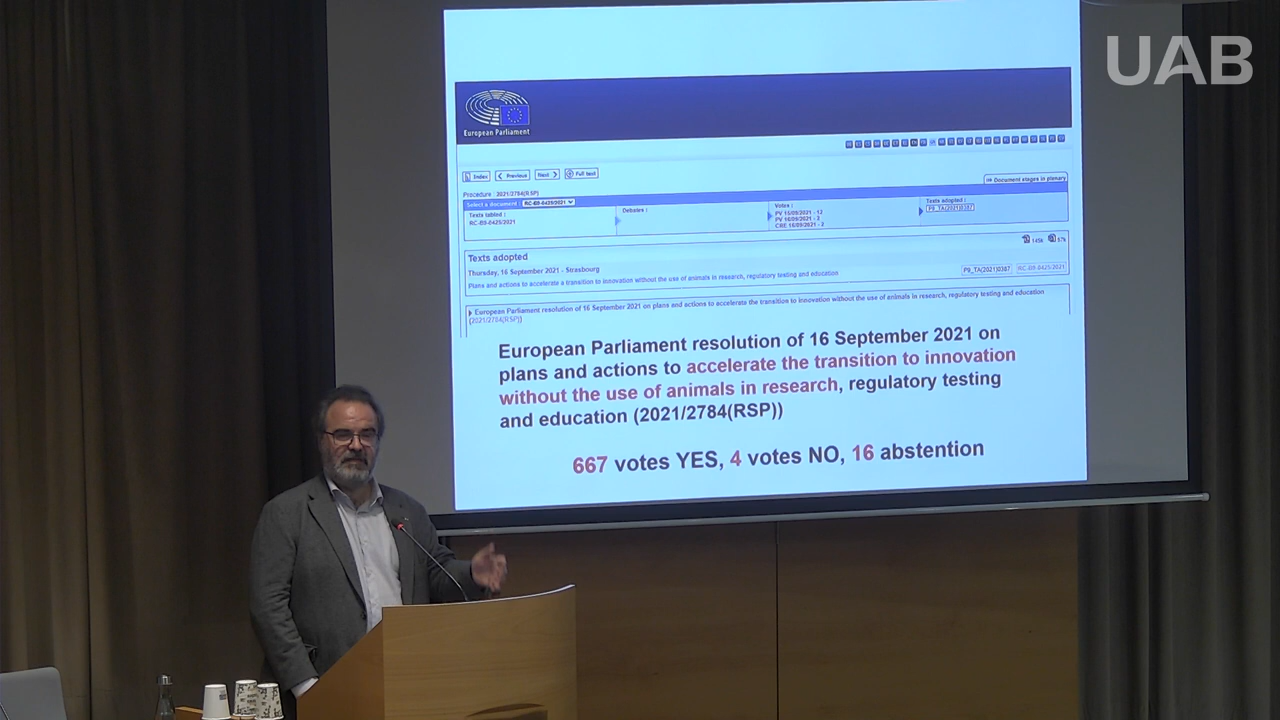 UAB
European Parliament
Index
Previous
Next
Full text
Document stages in plenary
Procedure : 2021/2784(RSP)
Select a document : RC-B9-0425/2021
Texts tabled :
RC-B9-0425/2021
Debates :
Votes :
PV 15/09/2021 - 12
PV 16/09/2021 - 2
CRE 16/09/2021 - 2
Texts adopted :
P9_TA(2021)0387
Texts adopted
Thursday, 16 September 2021 - Strasbourg
P9_TA(2021)0387 RC-B9-0425/2021
Plans and actions to accelerate a transition to innovation without the use of animals in research, regulatory testing and education
European Parliament resolution of 16 September 2021 on plans and actions to accelerate the transition to innovation without the use of animals in research, regulatory testing and education
(2021/2784(RSP))
European Parliament resolution of 16 September 2021 on
plans and actions to accelerate the transition to innovation
without the use of animals in research, regulatory testing
and education (2021/2784(RSP))
667 votes YES, 4 votes NO, 16 abstention